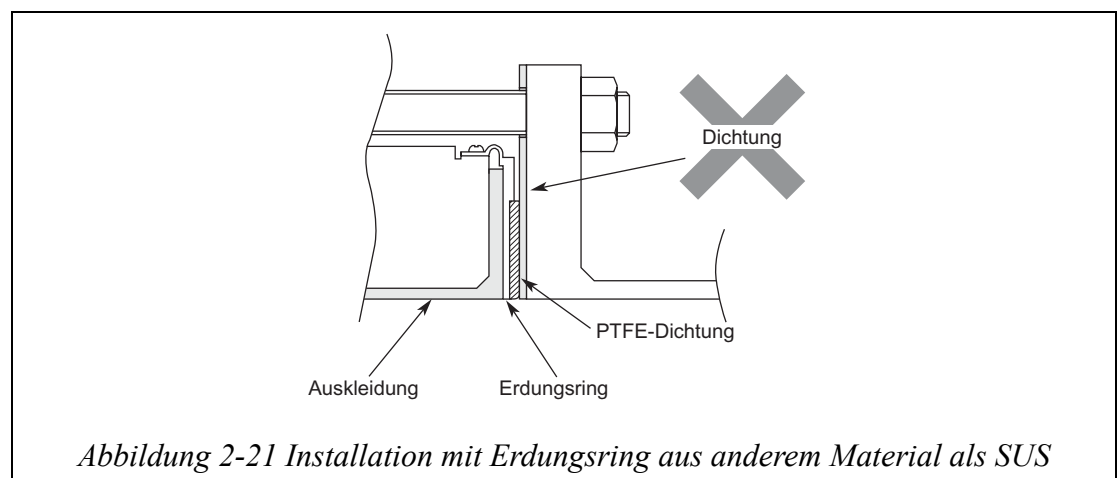 Dichtung
PTFE-Dichtung
Auskleidung
Erdungsring
Abbildung 2-21 Installation mit Erdungsring aus anderem Material als SUS